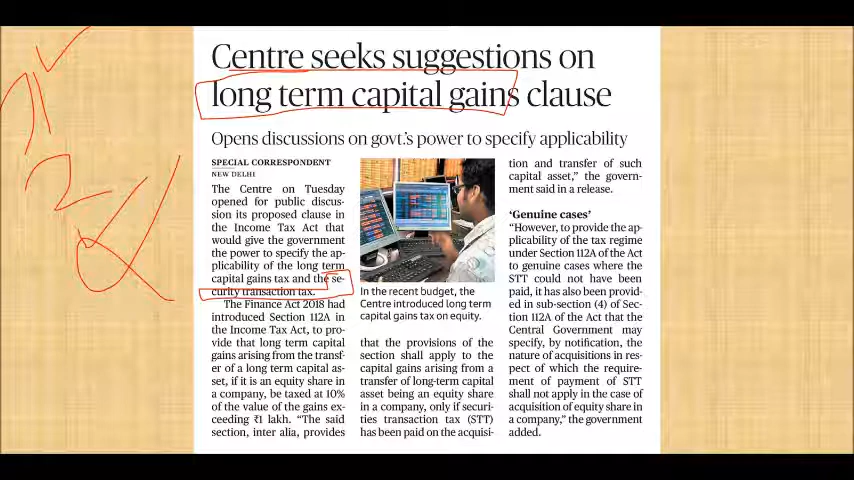 Centre seeks suggestions on
long term capital gains clause
Opens discussions on govt.'s power to specify applicability
SPECIAL CORRESPONDENT
NEW DELHI
The Centre on Tuesday
opened for public discus-
sion its proposed clause in
the Income Tax Act that
would give the government
the power to specify the ap-
plicability of the long term
capital gains tax and the se-
curity transaction tax.
The Finance Act 2018 had
introduced Section 112A in
the Income Tax Act, to pro-
vide that long term capital
gains arising from the transf-
er of a long term capital as-
set, if it is an equity share in
a company, be taxed at 10%
of the value of the gains ex-
ceeding ₹1 lakh. “The said
section, inter alia, provides
In the recent budget, the
Centre introduced long term
capital gains tax on equity.
that the provisions of the
section shall apply to the
capital gains arising from a
transfer of long-term capital
asset being an equity share
in a company, only if securi-
ties transaction tax (STT)
has been paid on the acquisi-
tion and transfer of such
capital asset,” the govern-
ment said in a release.
‘Genuine cases’
“However, to provide the ap-
plicability of the tax regime
under Section 112A of the Act
to genuine cases where the
STT could not have been
paid, it has also been provid-
ed in sub-section (4) of Sec-
tion 112A of the Act that the
Central Government may
specify, by notification, the
nature of acquisitions in res-
pect of which the require-
ment of payment of STT
shall not apply in the case of
acquisition of equity share in
a company,” the government
added.